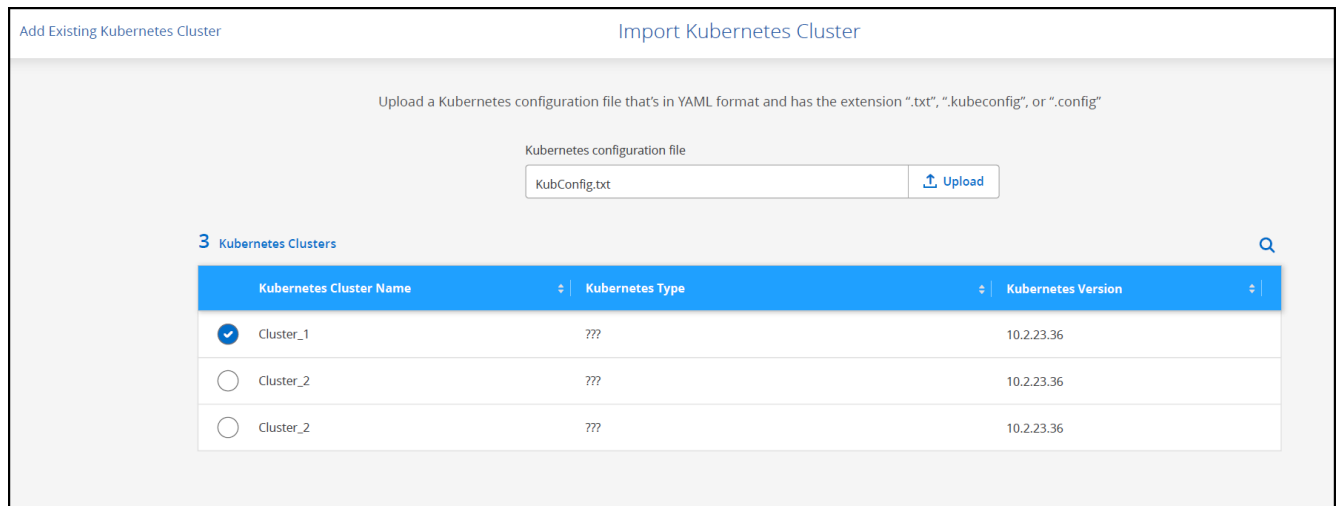 Add Existing Kubernetes Cluster
Import Kubernetes Cluster
Upload a Kubernetes configuration file that's in YAML format and has the extension “.txt”, “.kubeconfig”, or “.config”
Kubernetes configuration file
KubConfig.txt Upload
3 Kubernetes Clusters
Kubernetes Cluster Name Kubernetes Type Kubernetes Version
Cluster_1 ??? 10.2.23.36
Cluster_2 ??? 10.2.23.36
Cluster_2 ??? 10.2.23.36